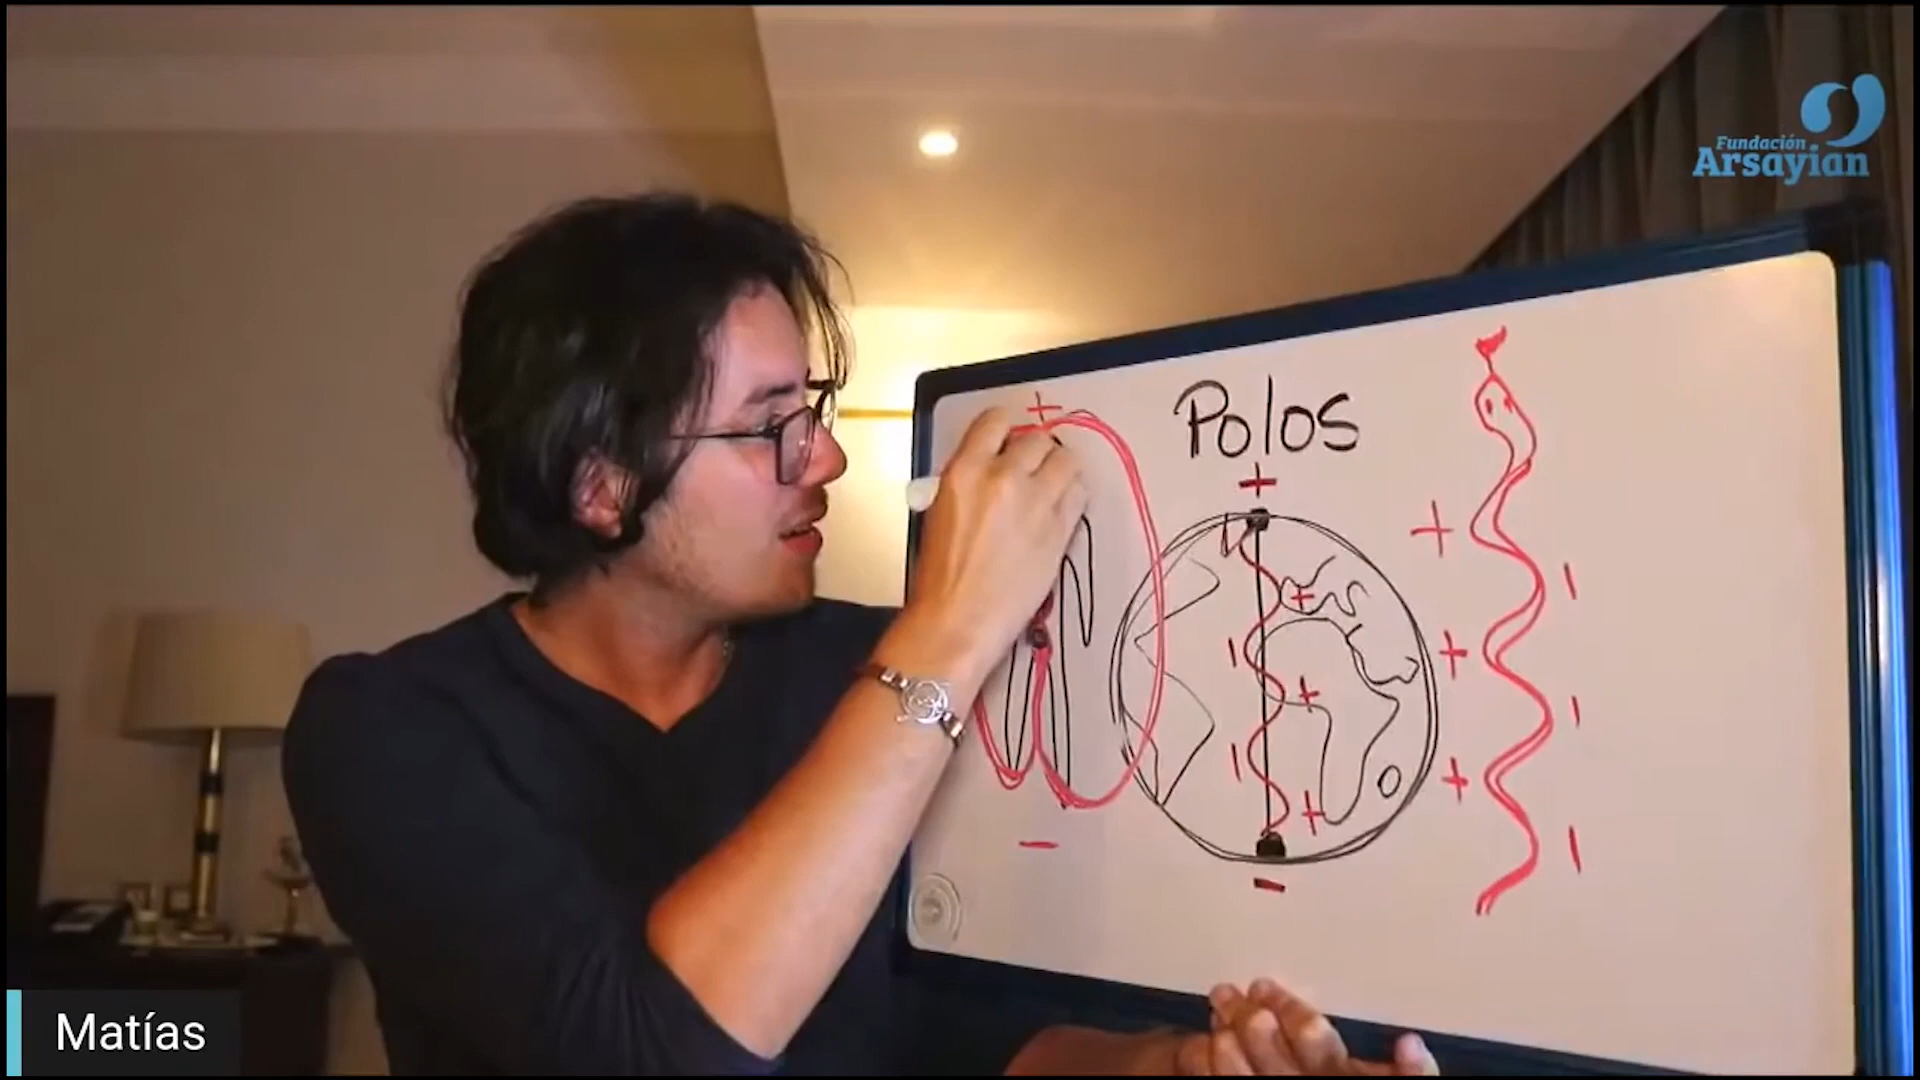 Fundación
Arsayian
Polos
+
+
+
+
+
+
+
+
-
-
Matías